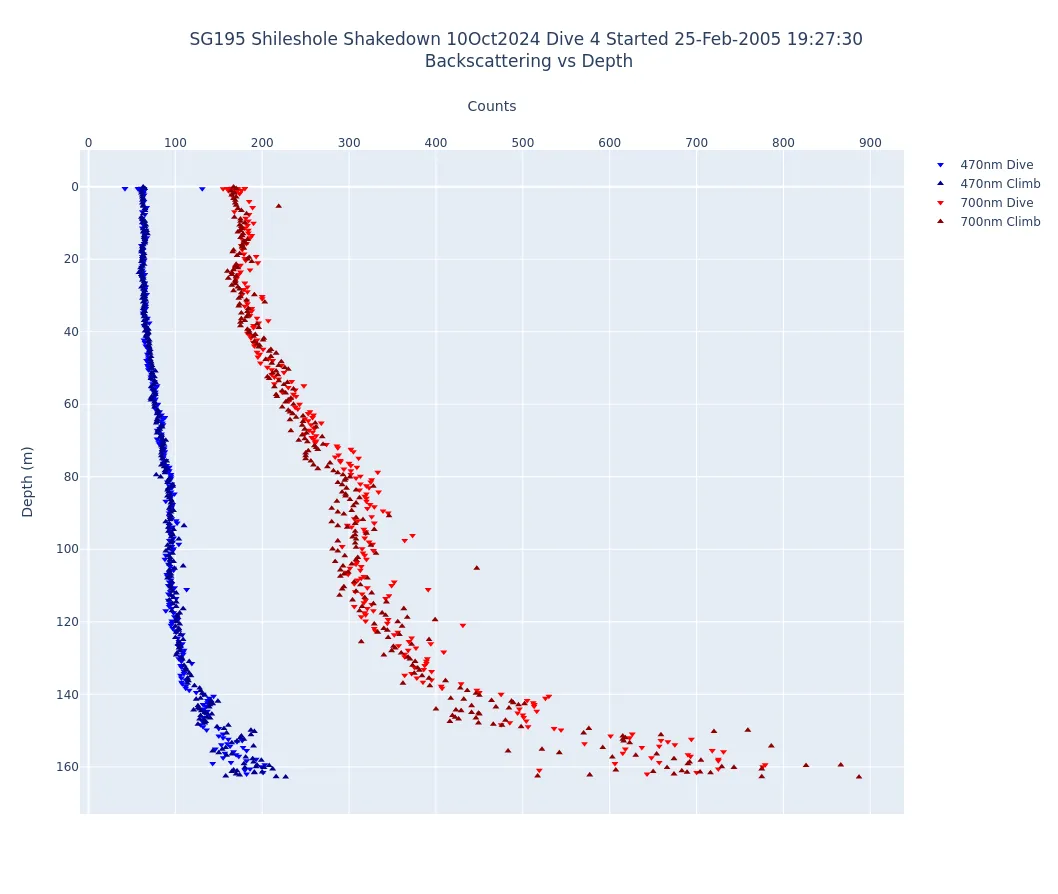 SG195 Shileshole Shakedown 10Oct2024 Dive 4 Started 25-Feb-2005 19:27:30
Backscattering vs Depth
Counts
0 100 200 300 400 500 600 700 800 900
470nm Dive
470nm Climb
700nm Dive
700nm Climb
0
20
40
60
80
100
120
140
160
Depth (m)